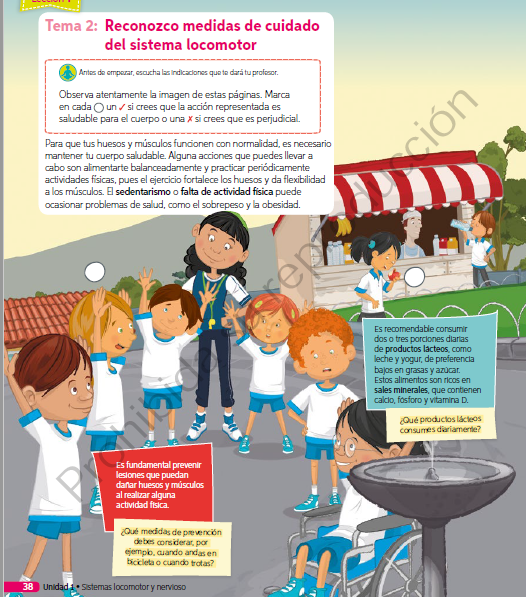 Lección 1
Tema 2: Reconozco medidas de cuidado
del sistema locomotor
Antes de empezar, escucha las indicaciones que te dará tu profesor.
Observa atentamente la imagen de estas páginas. Marca
en cada ◯ un ✓ si crees que la acción representada es
saludable para el cuerpo o una ✗ si crees que es perjudicial.
Para que tus huesos y músculos funcionen con normalidad, es necesario
mantener tu cuerpo saludable. Alguna acciones que puedes llevar a
cabo son alimentarte balanceadamente y practicar periódicamente
actividades físicas, pues el ejercicio fortalece los huesos y da flexibilidad
a los músculos. El sedentarismo o falta de actividad física puede
ocasionar problemas de salud, como el sobrepeso y la obesidad.
Es recomendable consumir
dos o tres porciones diarias
de productos lácteos, como
leche y yogur, de preferencia
bajos en grasas y azúcar.
Estos alimentos son ricos en
sales minerales, que contienen
calcio, fósforo y vitamina D.
¿Qué productos lácteos
consumes diariamente?
Es fundamental prevenir
lesiones que puedan
dañar huesos y músculos
al realizar alguna
actividad física.
¿Qué medidas de prevención
debes considerar, por
ejemplo, cuando andas en
bicicleta o cuando trotas?
38 Unidad 1 • Sistemas locomotor y nervioso